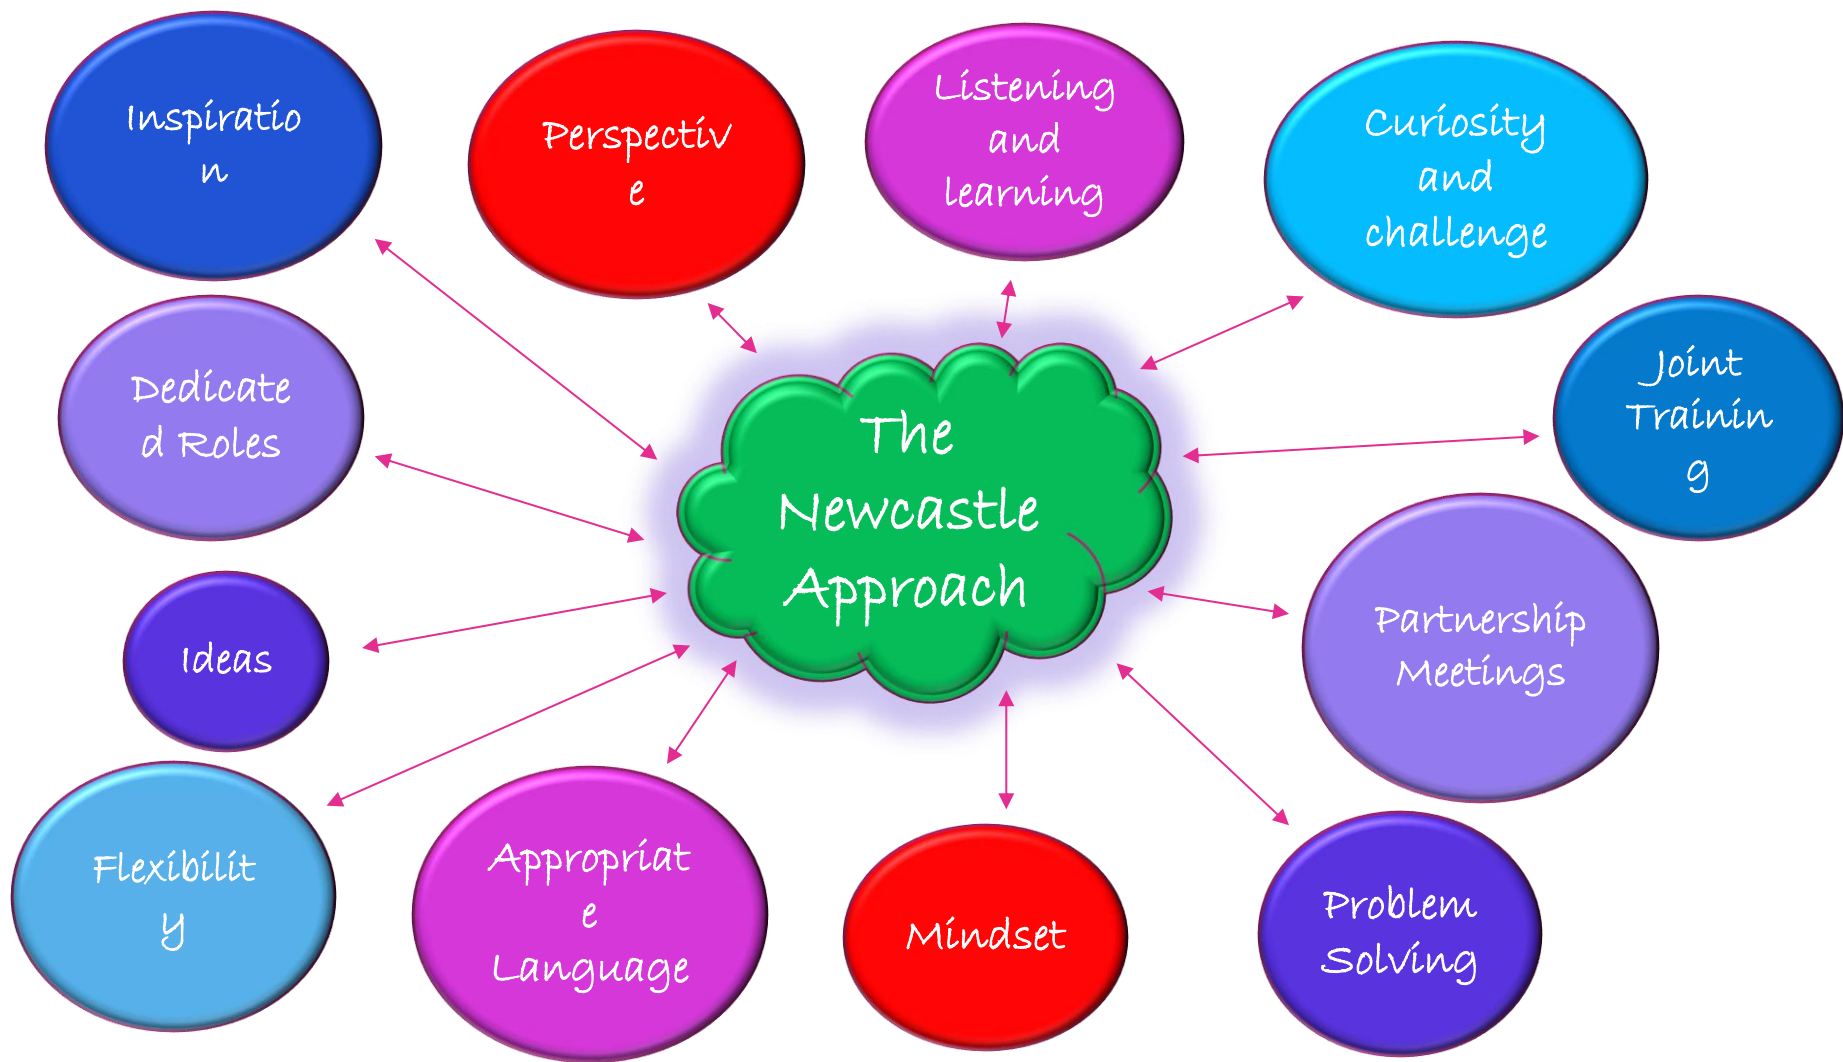 Inspiratio
n
Perspectiv
e
Listening
and
learning
Curiosity
and
challenge
Dedicate
d Roles
The
Newcastle
Approach
Joint
Trainin
g
Ideas
Partnership
Meetings
Flexibilit
y
Appropriat
e
Language
Mindset
Problem
Solving